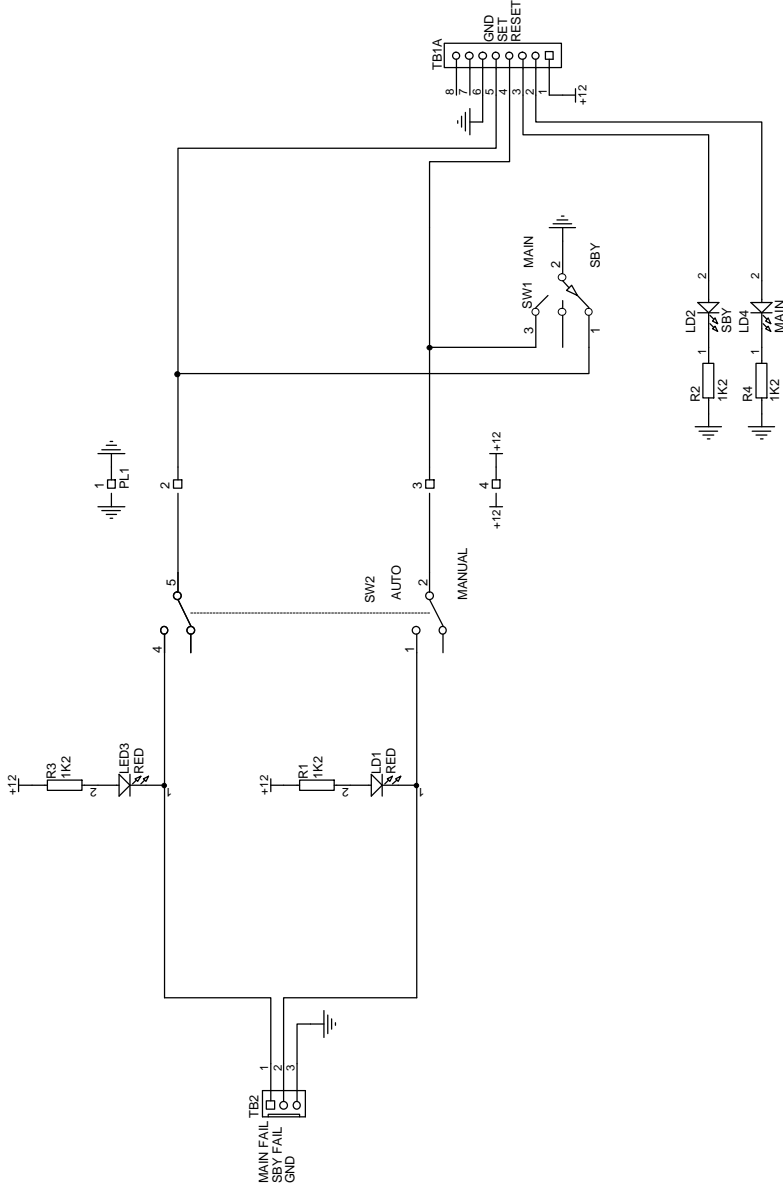 TB1A
GND
SET
RESET
8
7
6
5
4
3
2
1
+12
MAIN
2
SW1
SBY
3
1
2
LD2
SBY
1
R2
1K2
2
LD4
MAIN
1
R4
1K2
1
PL1
2
3
+12
4
+12
5
SW2
AUTO
2
MANUAL
4
1
+12
R3
1K2
2
LED3
RED
1
+12
R1
1K2
2
LD1
RED
1
TB2
1
2
3
MAIN FAIL
SBY FAIL
GND